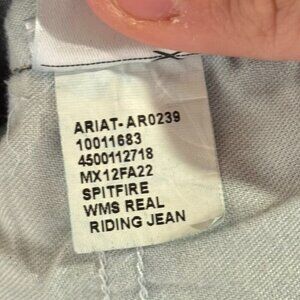 ARIAT-AR0239
10011683
4500112718
MX12FA22
SPITFIRE
WMS REAL
RIDING JEAN